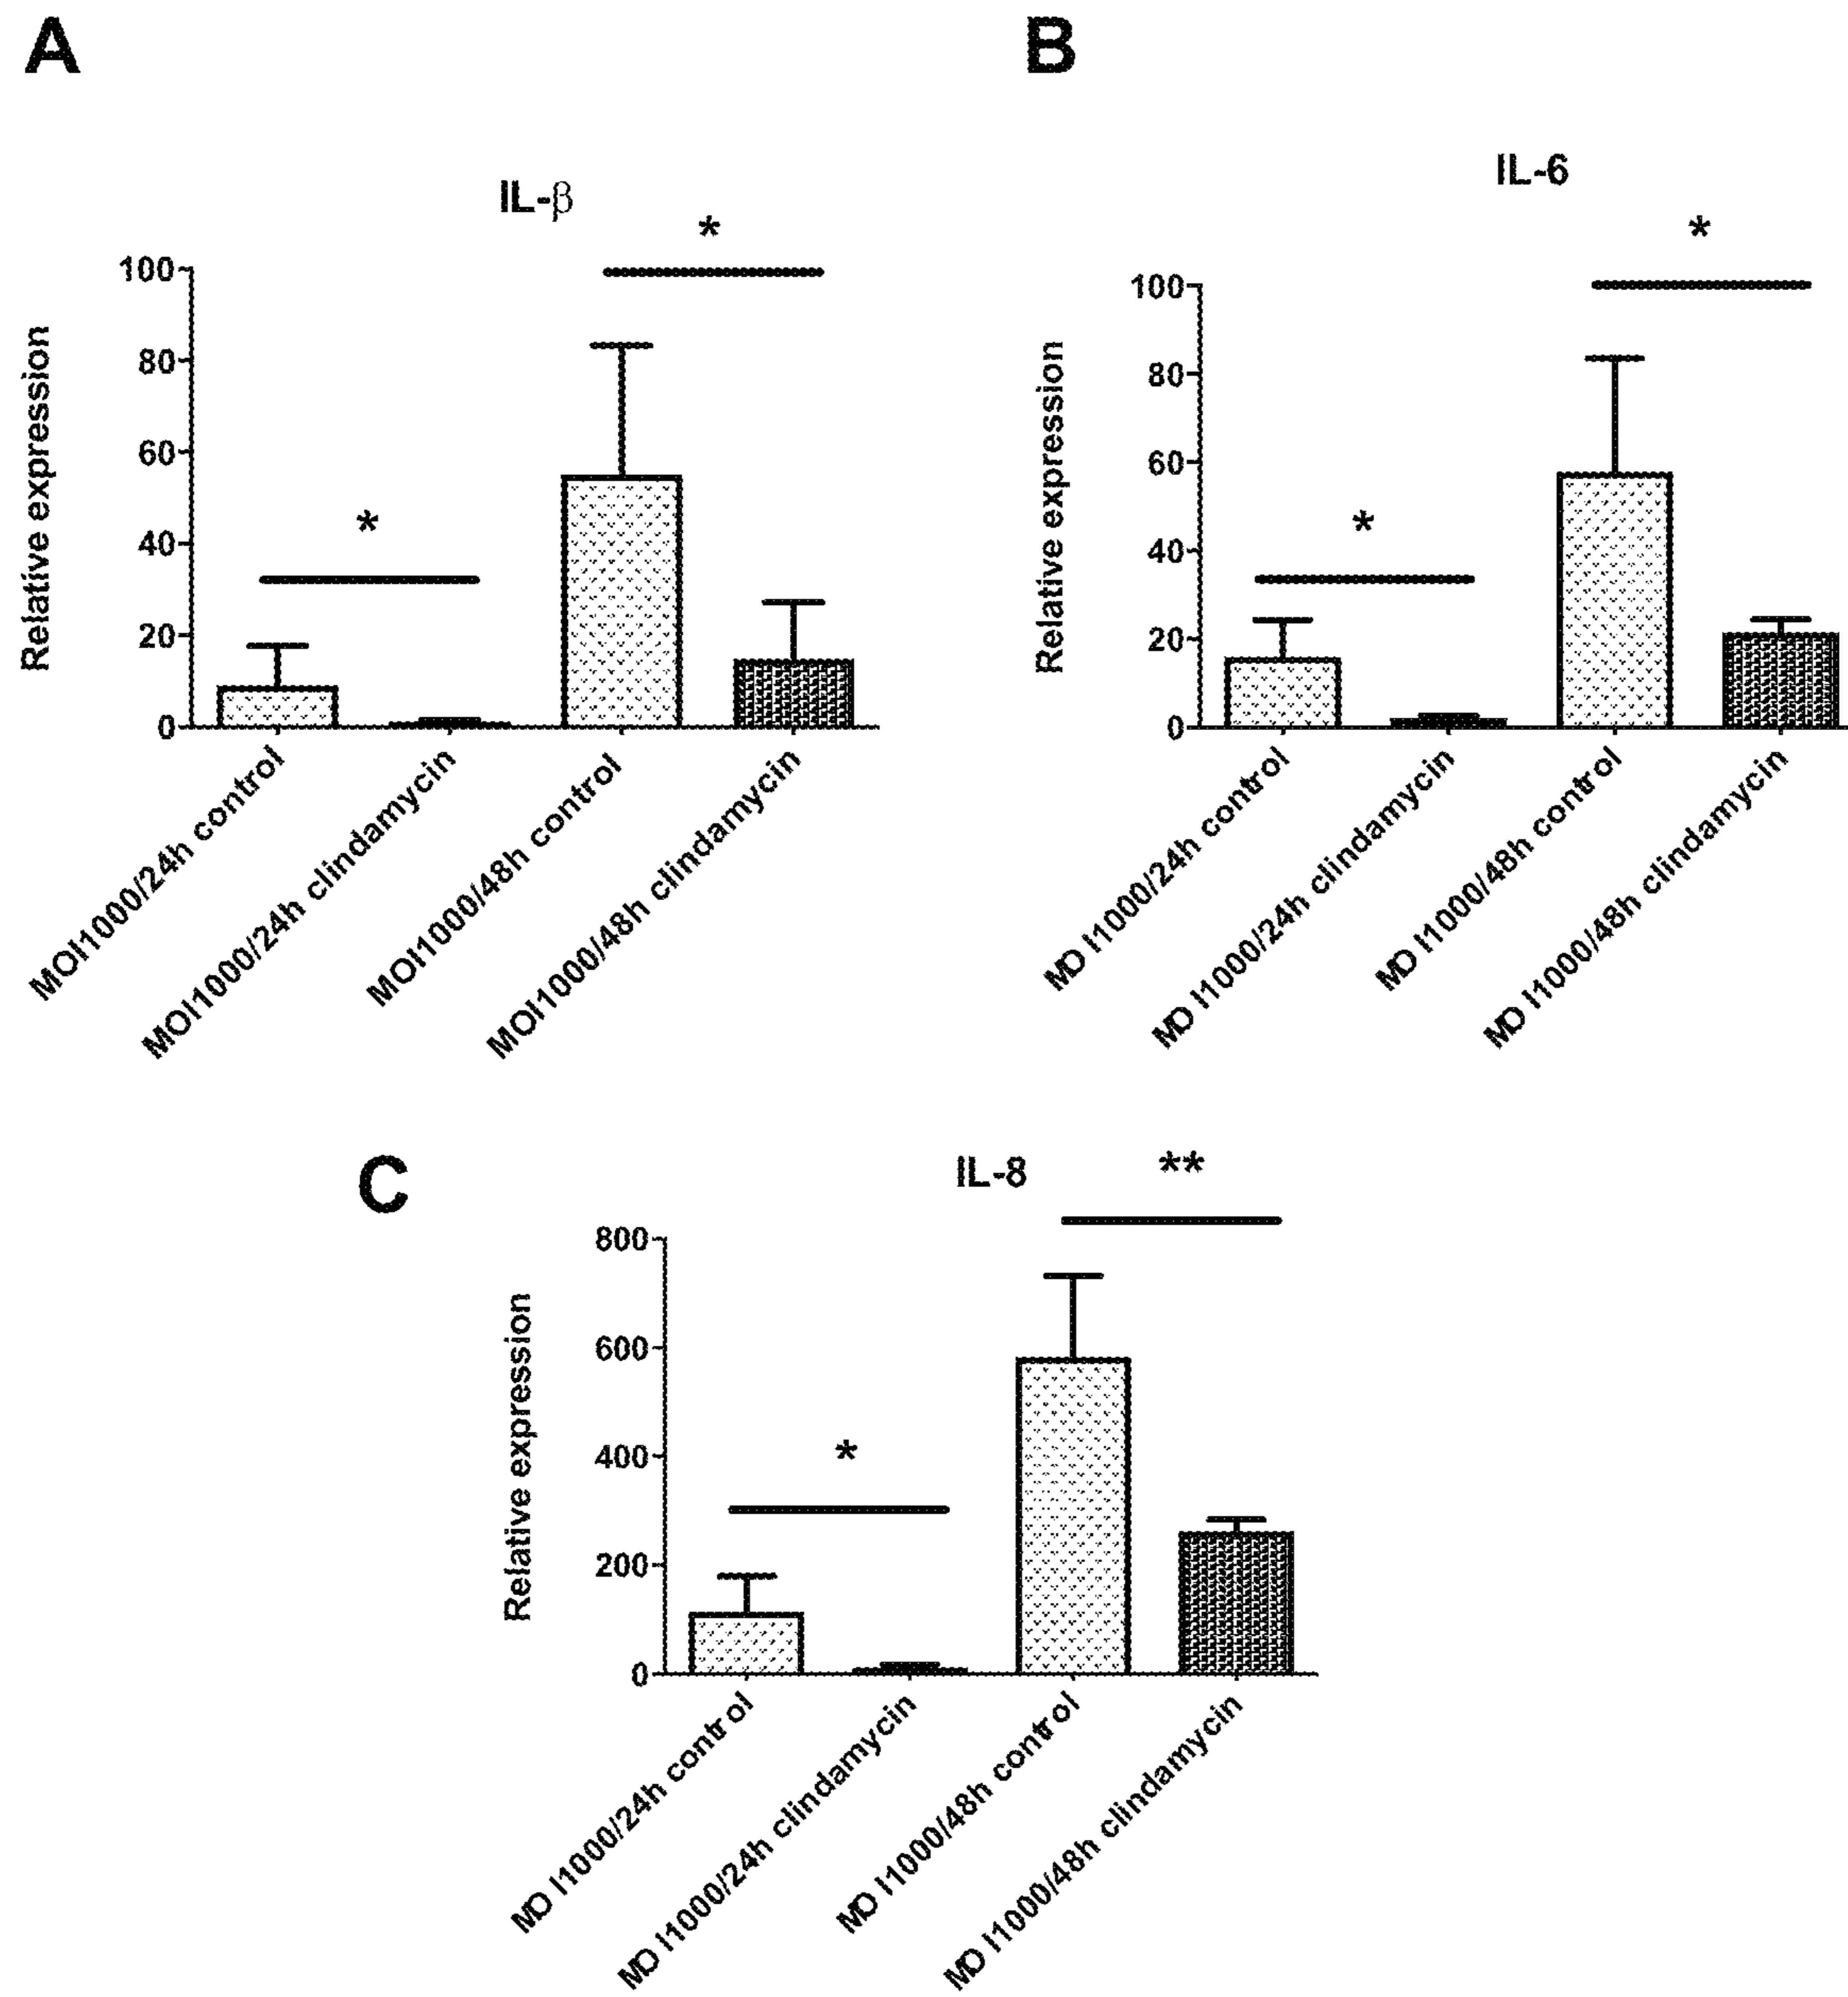 A
IL-β
*
*
Relative expression
100
80
60
40
20
0
MOI1000/24h control
MOI1000/24h clindamycin
MOI1000/48h control
MOI1000/48h clindamycin
B
IL-6
*
*
Relative expression
100
80
60
40
20
0
MO I1000/24h control
MO I1000/24h clindamycin
MO I1000/48h control
MO I1000/48h clindamycin
C
IL-8
**
*
Relative expression
800
600
400
200
0
MO I1000/24h control
MO I1000/24h clindamycin
MO I1000/48h control
MO I1000/48h clindamycin